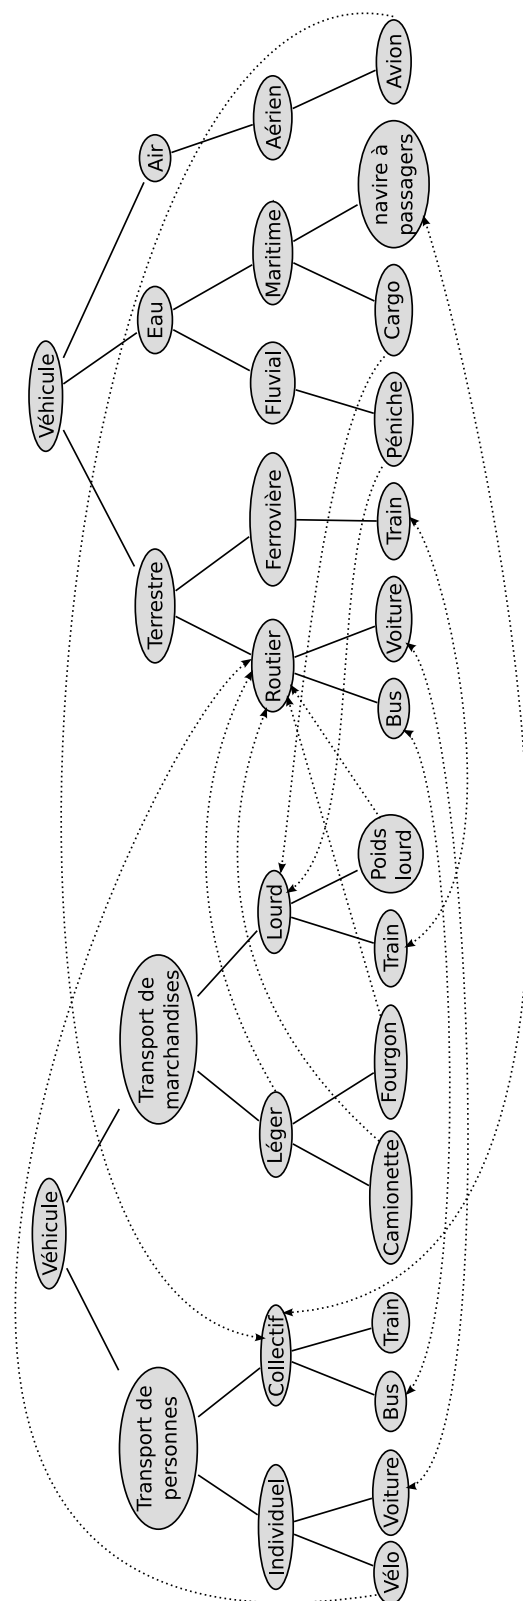 Véhicule
Transport de
personnes
Transport de
marchandises
Individuel
Collectif
Léger
Lourd
Vélo
Voiture
Bus
Train
Camionette
Fourgon
Train
Poids
lourd
Véhicule
Terrestre
Eau
Air
Routier
Ferrovière
Fluvial
Maritime
Aérien
Bus
Voiture
Train
Péniche
Cargo
navire à
passagers
Avion